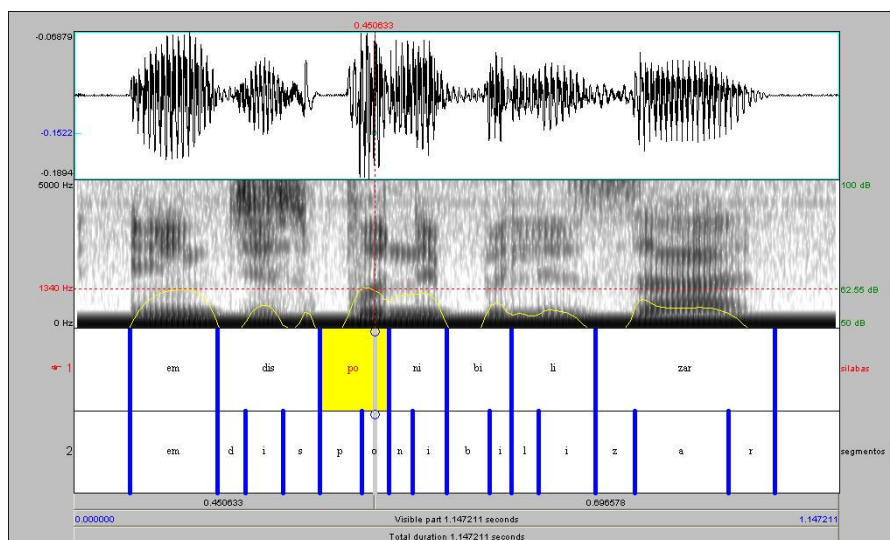 0.450633
-0.06879
-0.1522
-0.1894
5000 Hz 100 dB
1340 Hz 62.55 dB
0 Hz 50 dB
1 em dis po ni bi li zar sílabas
2 em d i s p o n i b i l i z a r segmentos
0.450633 0.696578
0.000000 Visible part 1.147211 seconds 1.147211
Total duration 1.147211 seconds